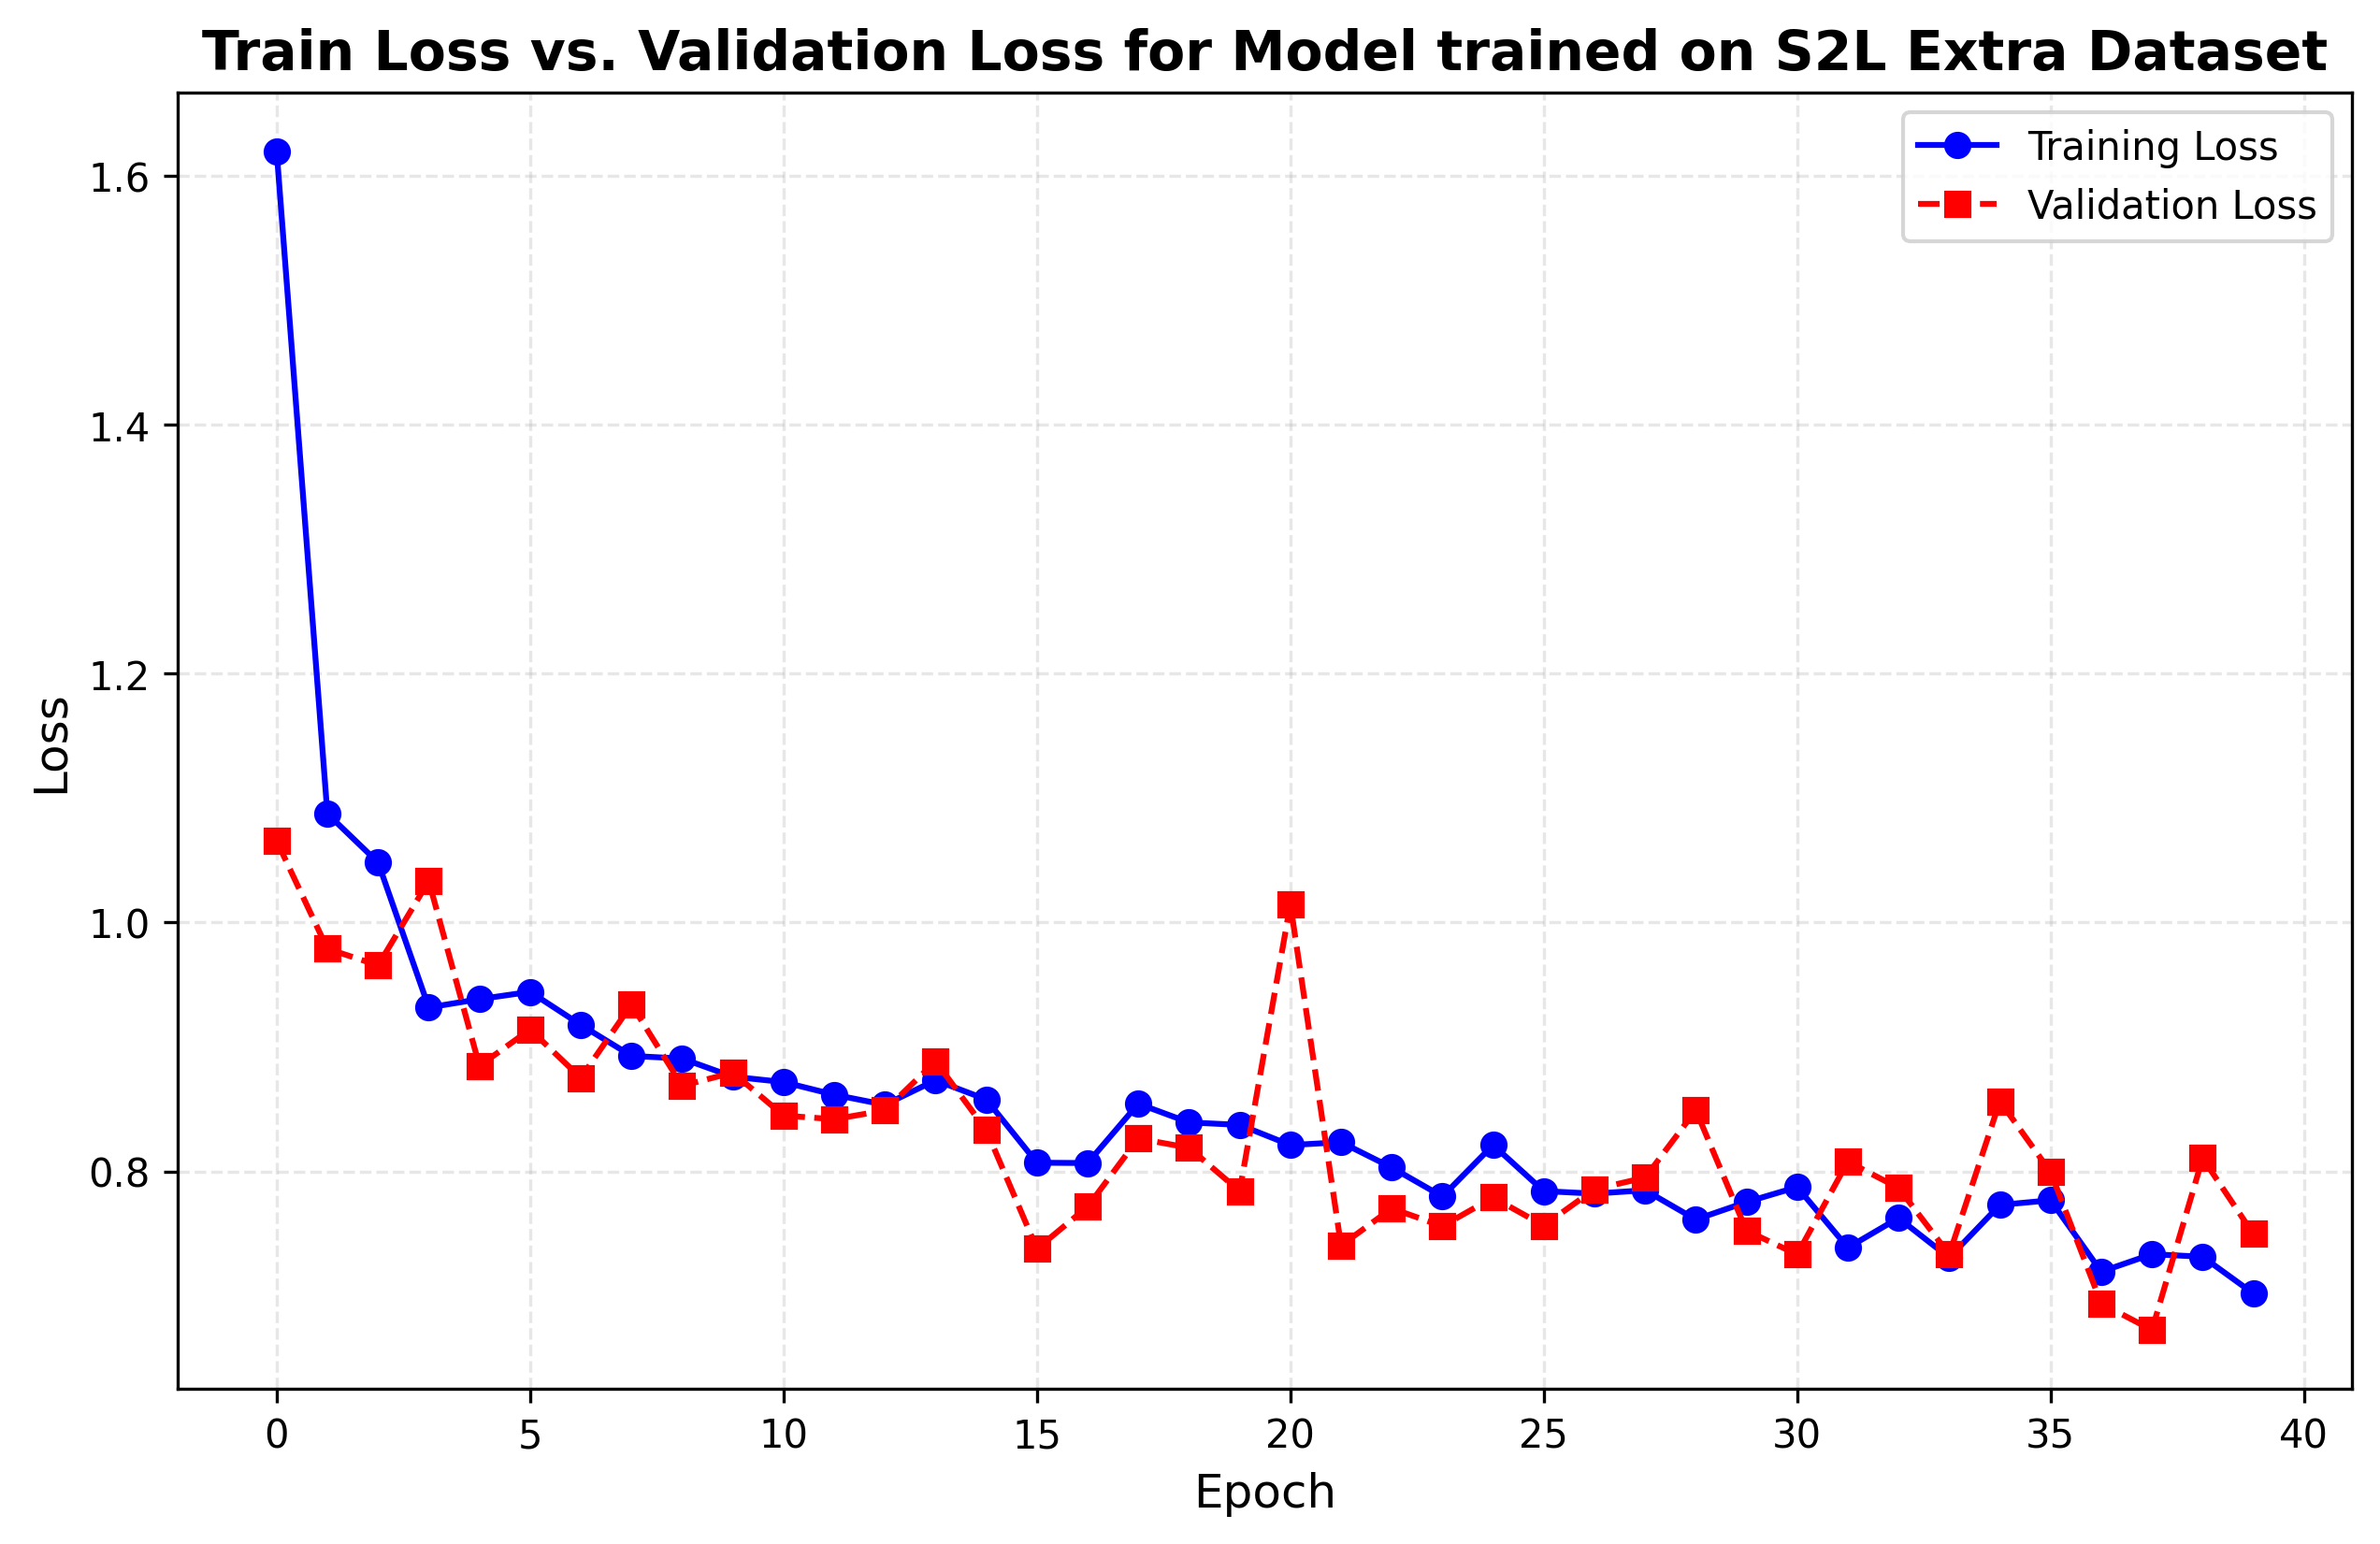 Train Loss vs. Validation Loss for Model trained on S2L Extra Dataset
Training Loss
Validation Loss
1.6
1.4
1.2
1.0
0.8
Loss
0 5 10 15 20 25 30 35 40
Epoch